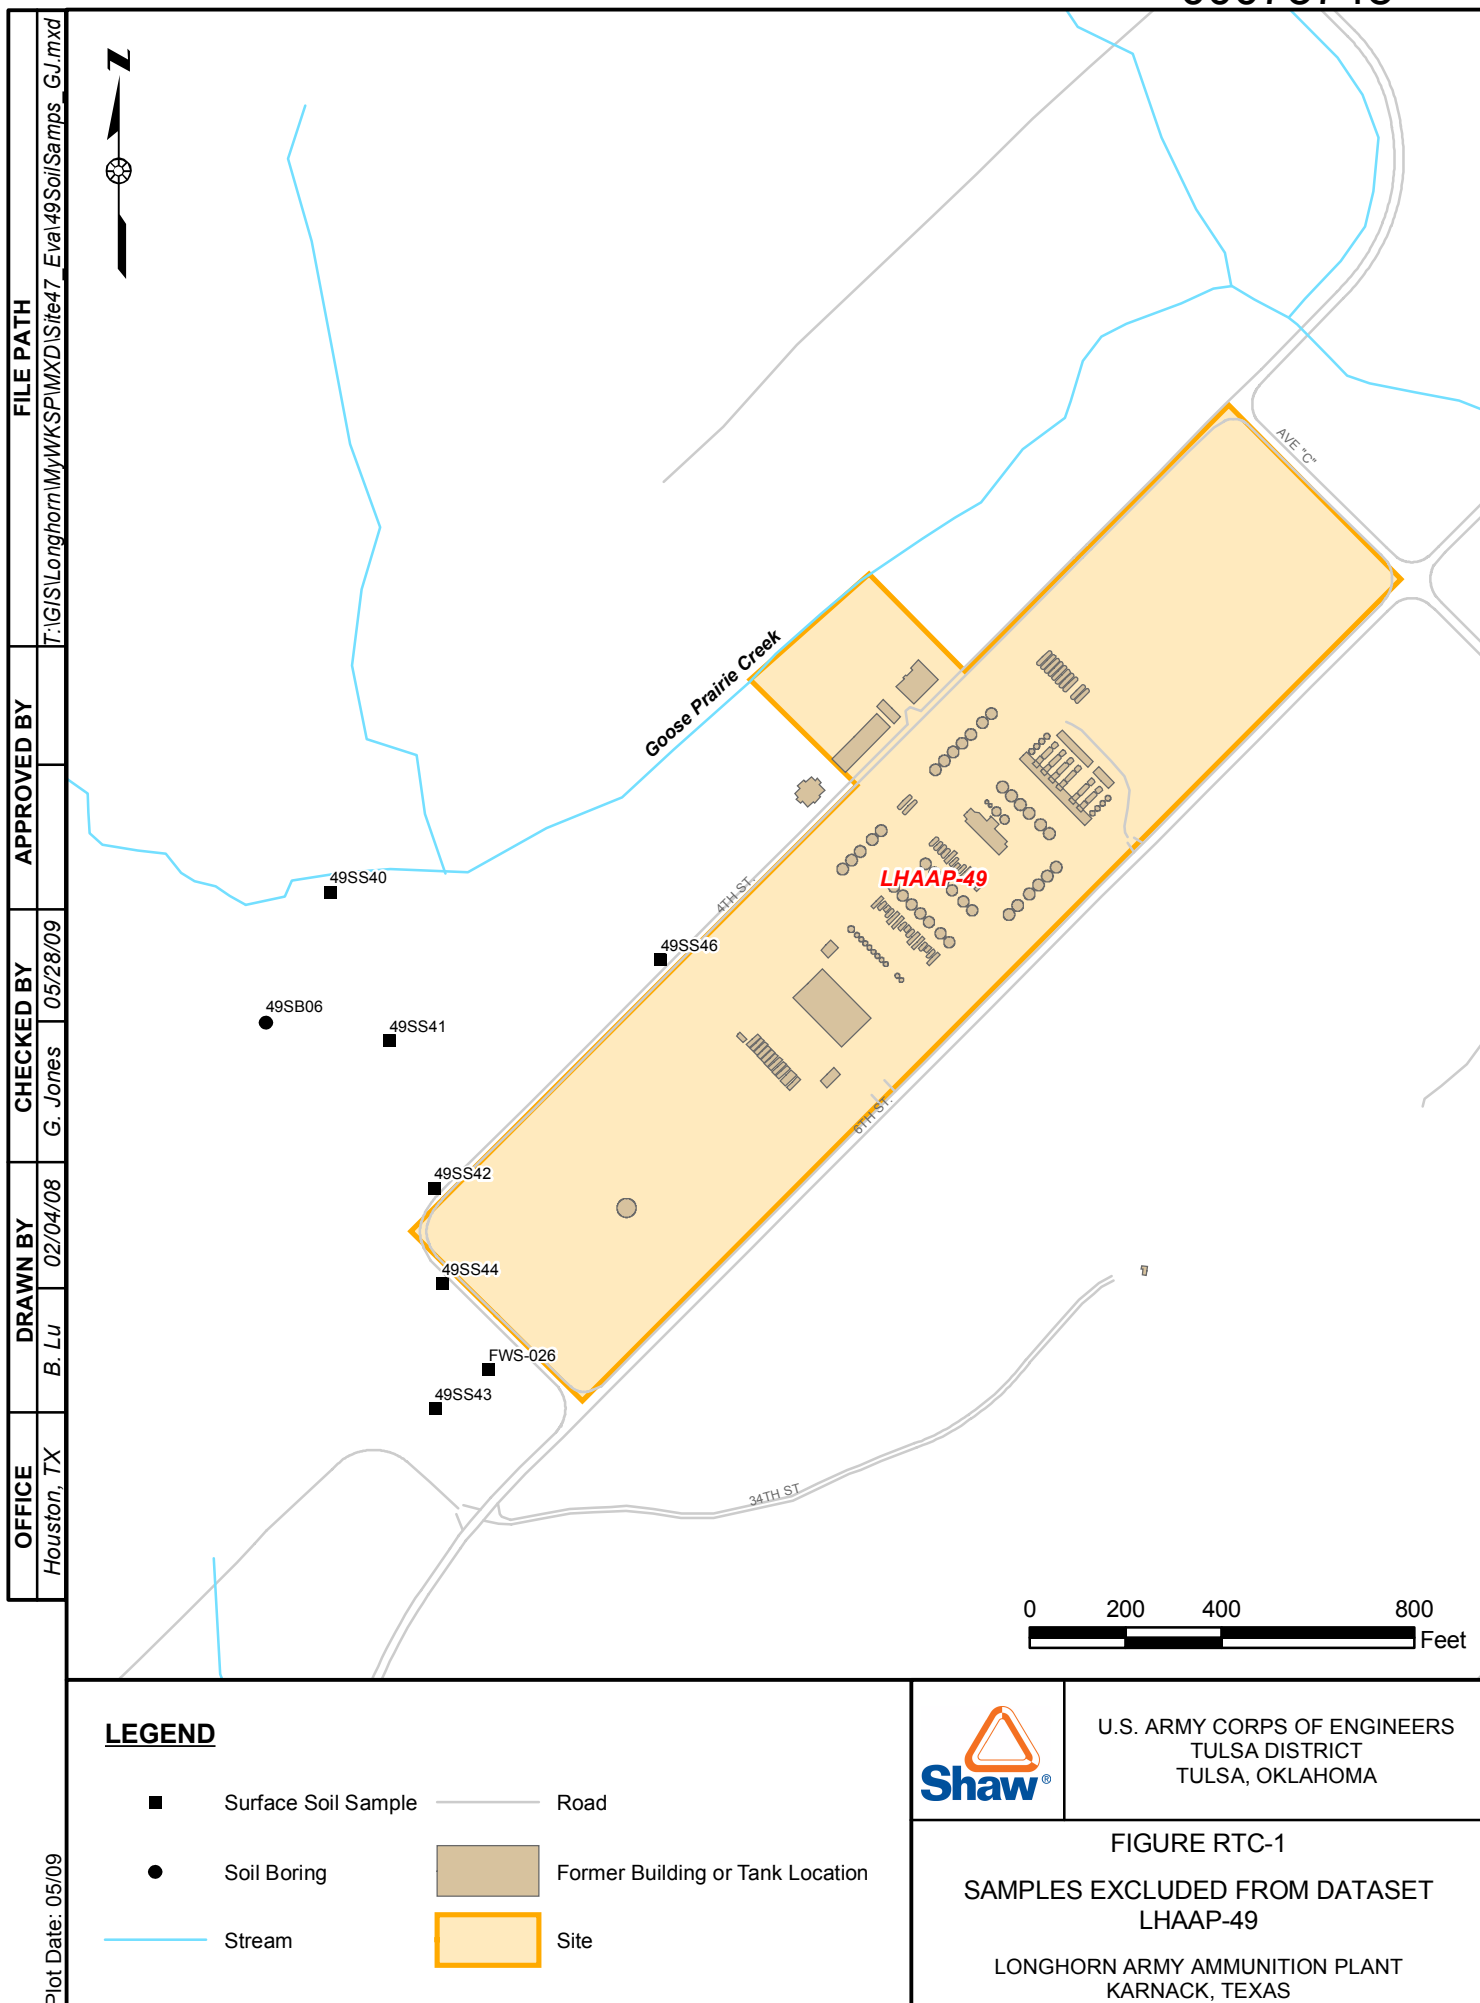 FILE PATH
T:\GIS\Longhorn\MyWKSP\MXD\Site47_Eval\49SoilSamps_GJ.mxd
APPROVED BY
CHECKED BY
G. Jones 05/28/09
DRAWN BY
B. Lu 02/04/08
OFFICE
Houston, TX
Plot Date: 05/09
N
AVE "C"
Goose Prairie Creek
4TH ST.
LHAAP-49
6TH ST.
34TH ST
49SS40
49SS46
49SB06
49SS41
49SS42
49SS44
FWS-026
49SS43
0 200 400 800
Feet
LEGEND
Surface Soil Sample
Road
Soil Boring
Former Building or Tank Location
Stream
Site
Shaw®
U.S. ARMY CORPS OF ENGINEERS
TULSA DISTRICT
TULSA, OKLAHOMA
FIGURE RTC-1
SAMPLES EXCLUDED FROM DATASET
LHAAP-49
LONGHORN ARMY AMMUNITION PLANT
KARNACK, TEXAS